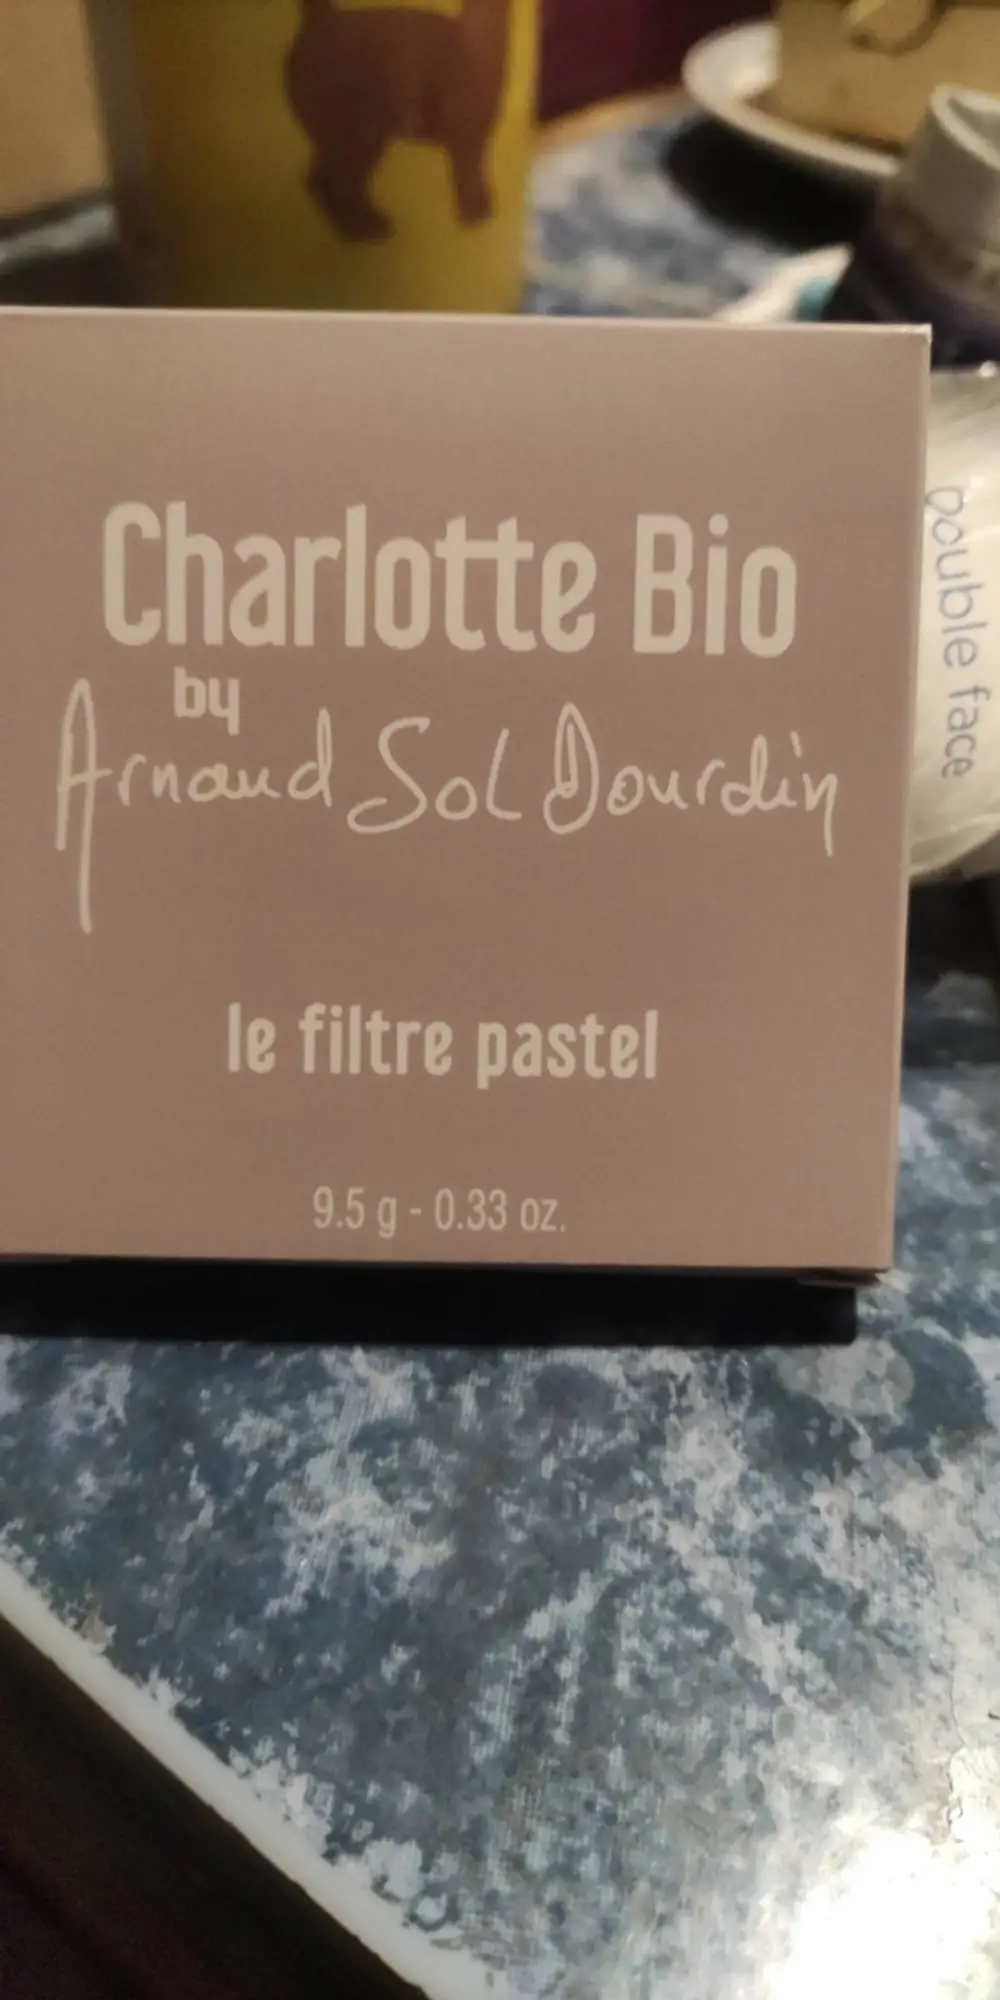 Charlotte Bio
by
Arnaud Sol Dourdin
le filtre pastel
9.5 g - 0.33 oz.
Double face